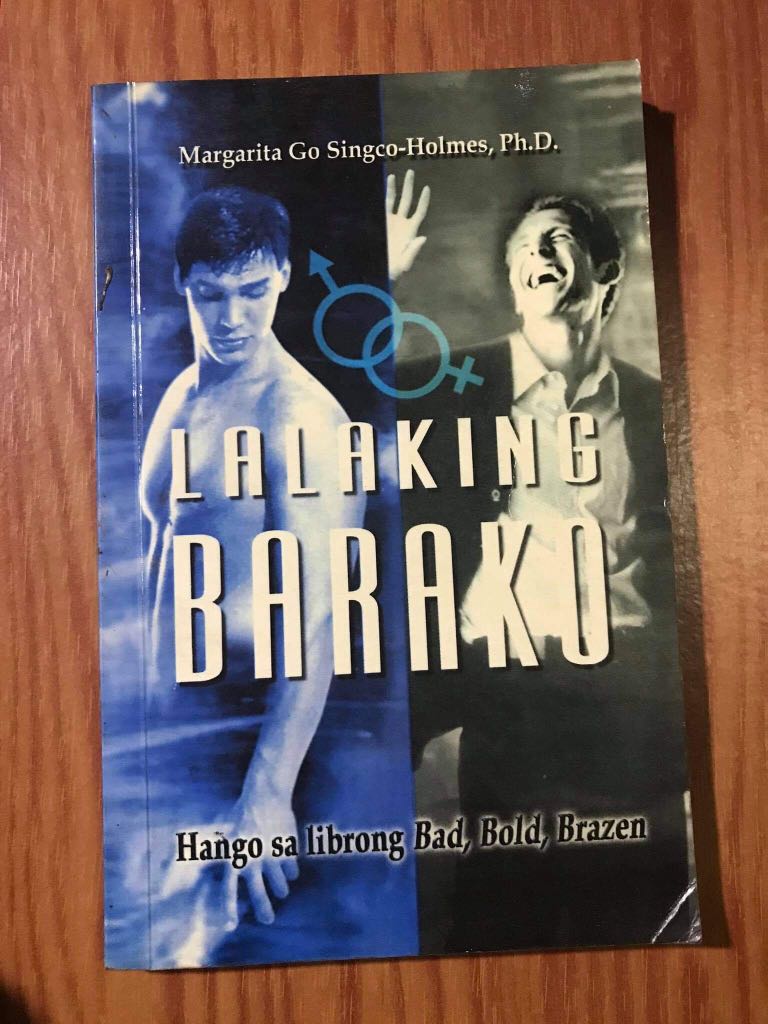 Margarita Go Singco-Holmes, Ph.D.
LALAKING
BARAKO
Hango sa librong Bad, Bold, Brazen